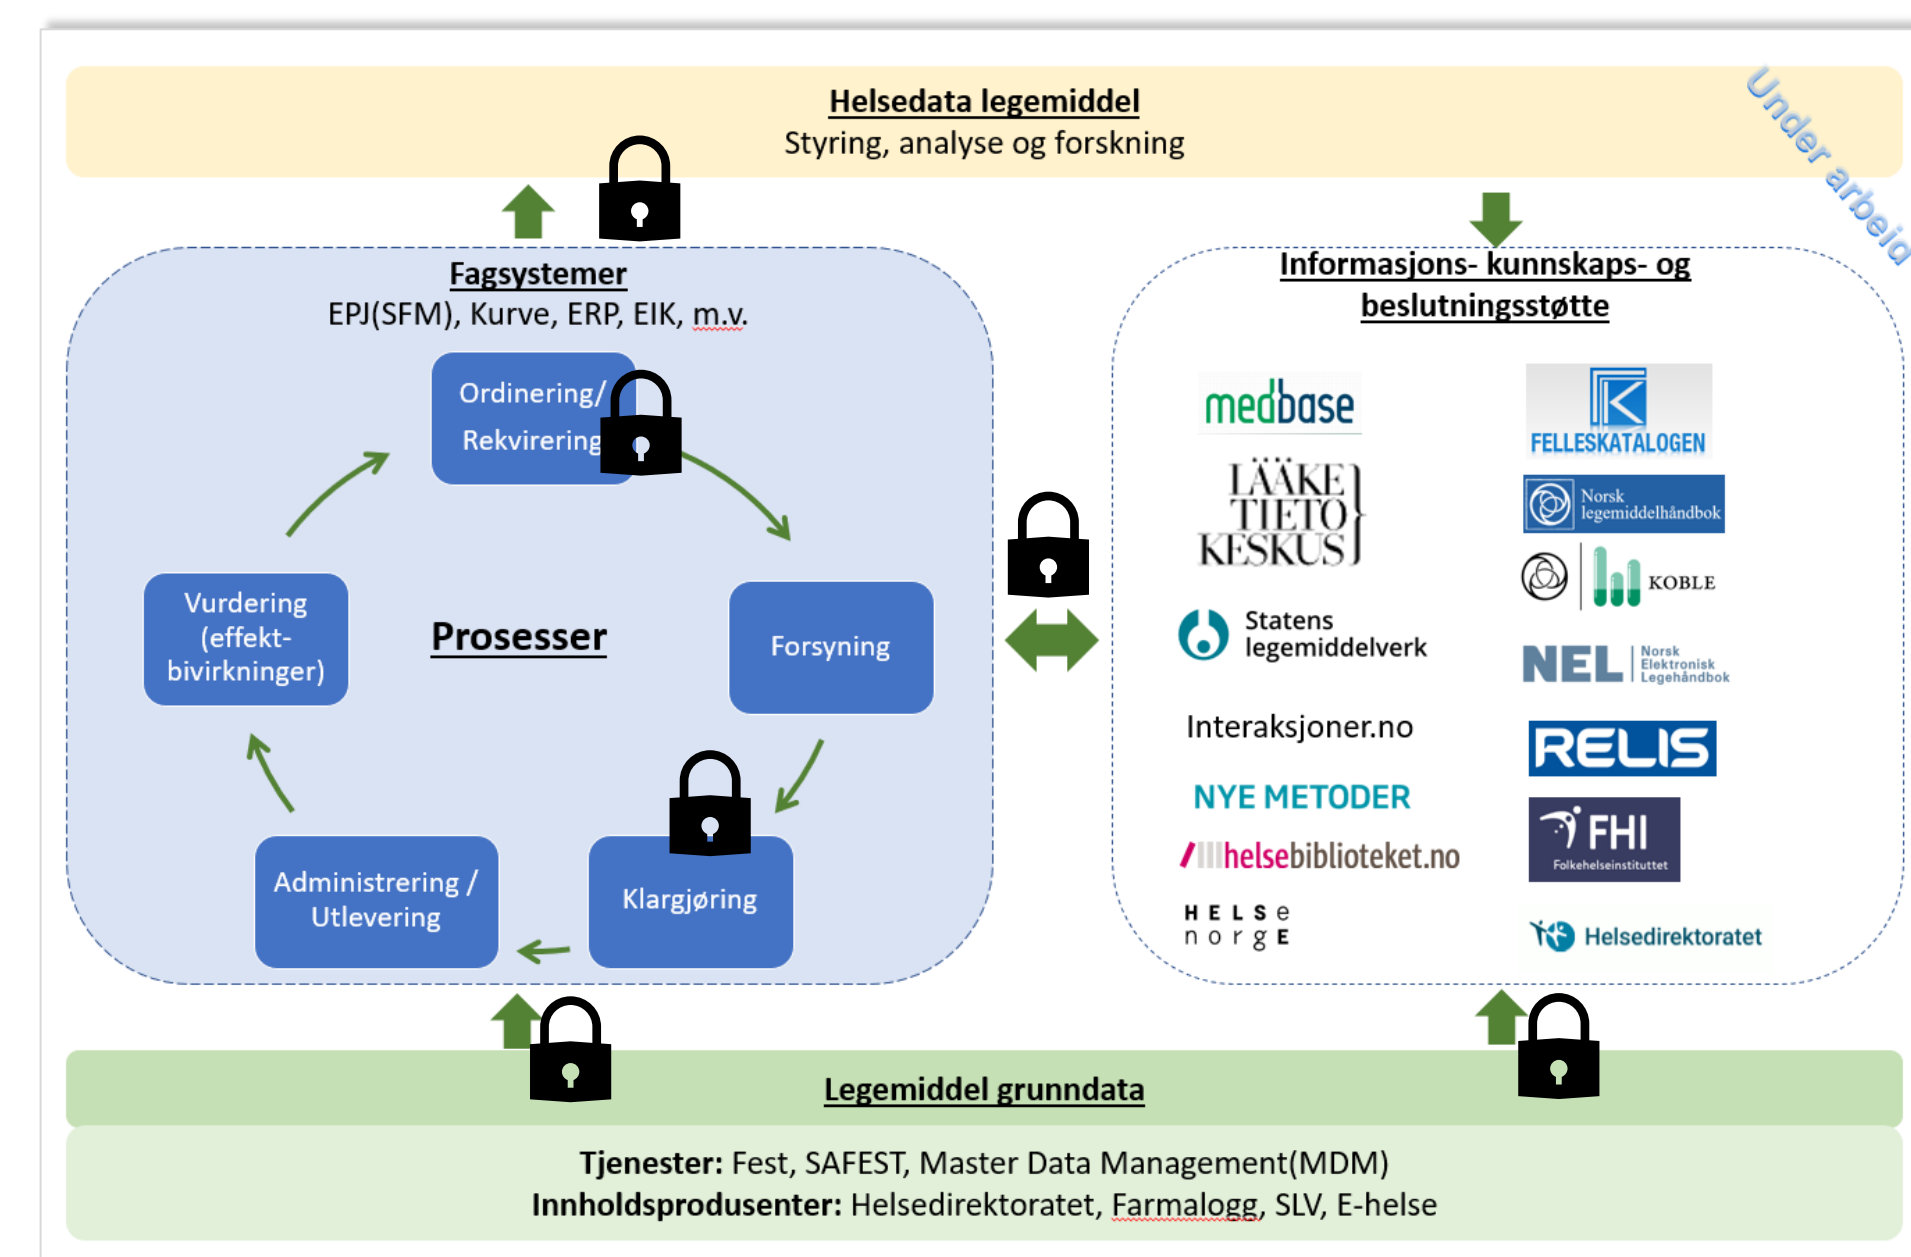 Helsedata legemiddel
Styring, analyse og forskning
Under arbeid
Fagsystemer
EPJ(SFM), Kurve, ERP, EIK, m.v.
Ordinering/
Rekvirering
Forsyning
Klargjøring
Administrering /
Utlevering
Vurdering
(effekt-
bivirkninger)
Prosesser
Informasjons- kunnskaps- og
beslutningsstøtte
medbase
LÄÄKE
TIETO
KESKUS
Statens
legemiddelverk
Interaksjoner.no
NYE METODER
helsebiblioteket.no
HELSe
norgE
FELLESKATALOGEN
Norsk
legemiddelhåndbok
KOBLE
NEL
Norsk
Elektronisk
Legehåndbok
RELIS
FHI
Folkehelseinstituttet
Helsedirektoratet
Legemiddel grunndata
Tjenester: Fest, SAFEST, Master Data Management(MDM)
Innholdsprodusenter: Helsedirektoratet, Farmalogg, SLV, E-helse